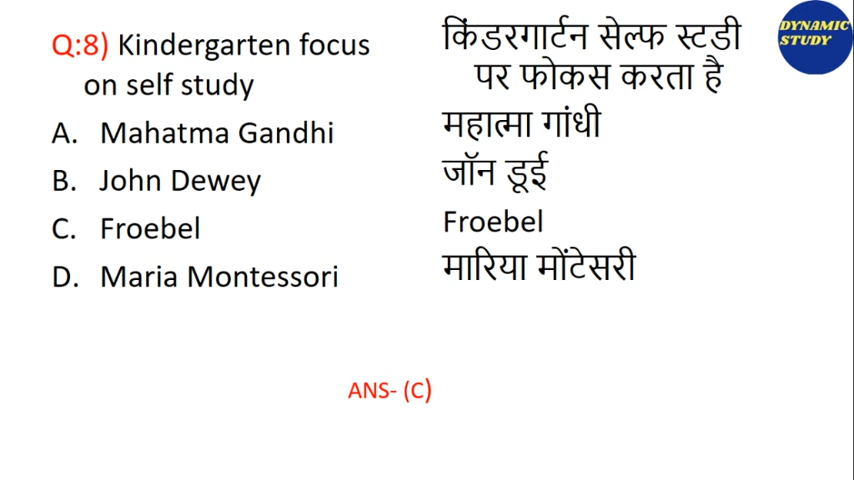 Q:8) Kindergarten focus
on self study
A. Mahatma Gandhi
B. John Dewey
C. Froebel
D. Maria Montessori
किंडरगार्टन सेल्फ स्टडी
पर फोकस करता है
महात्मा गांधी
जॉन डूई
Froebel
मारिया मोंटेसरी
DYNAMIC
STUDY
ANS- (C)